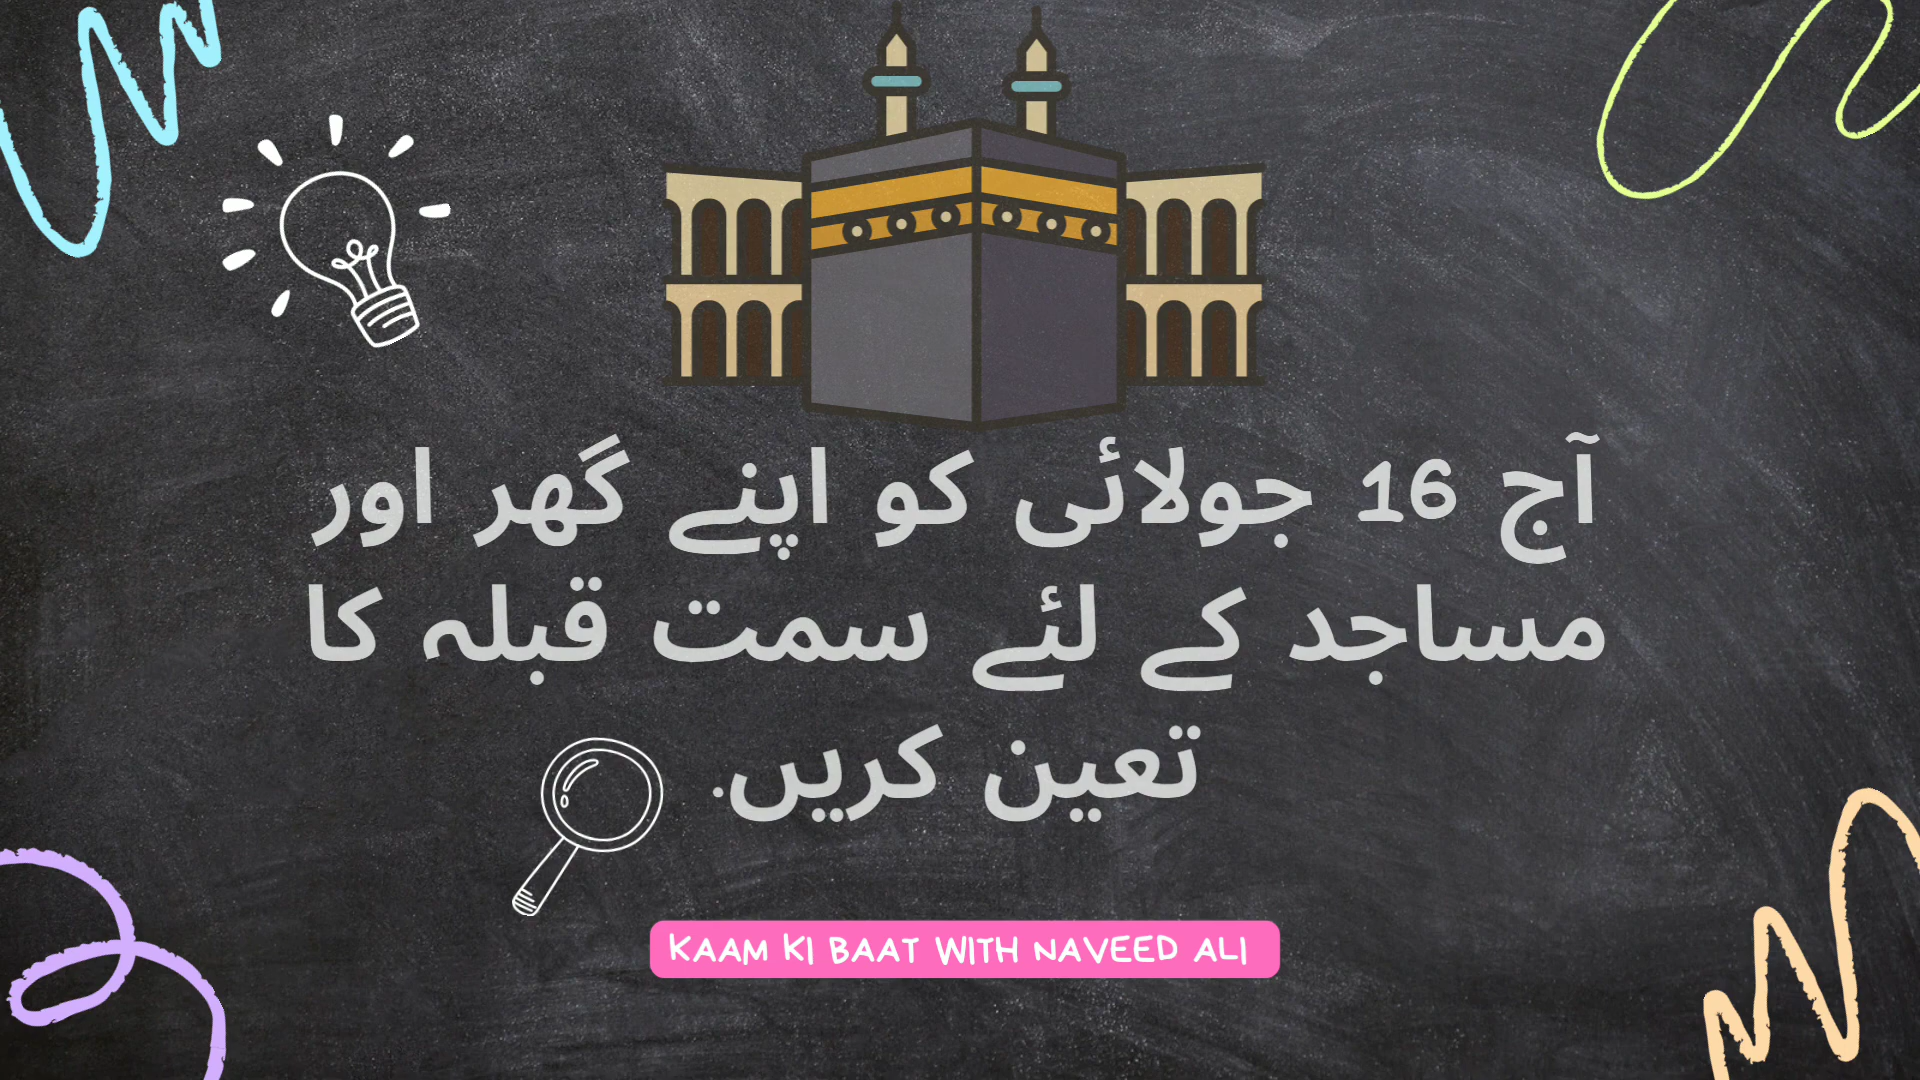 آج 16 جولائی کو اپنے گھر اور
مساجد کے لئے سمت قبلہ کا
تعین کریں.
KAAM KI BAAT WITH NAVEED ALI